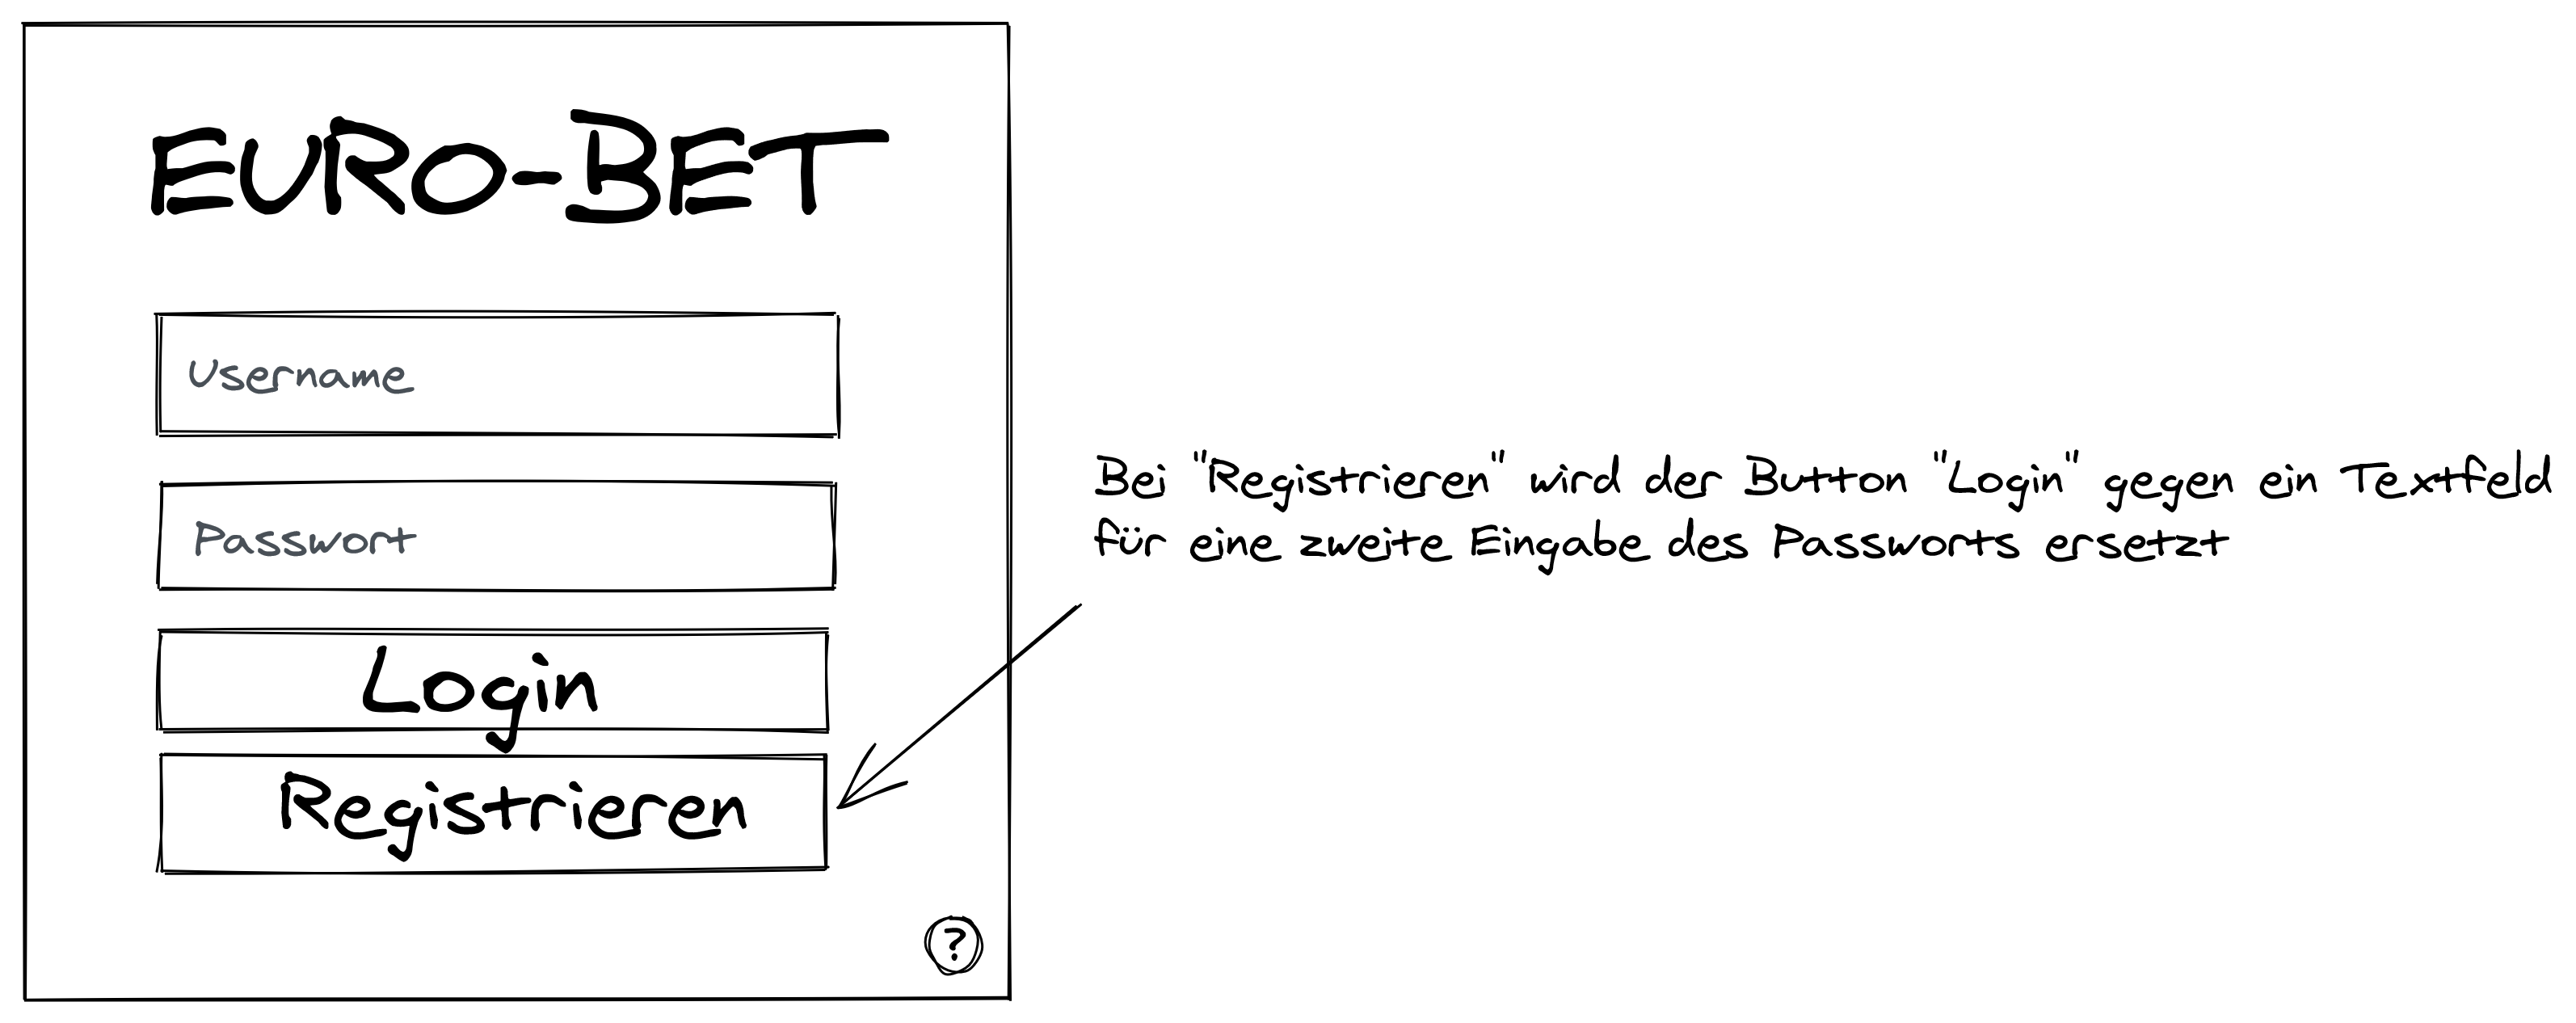 EURO-BET
Username
Passwort
Login
Registrieren
?
Bei "Registrieren" wird der Button "Login" gegen ein Textfeld
für eine zweite Eingabe des Passworts ersetzt